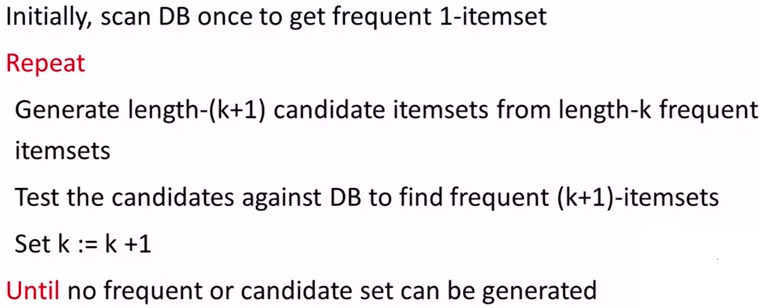 Initially, scan DB once to get frequent 1-itemset
Repeat
Generate length-(k+1) candidate itemsets from length-k frequent
itemsets
Test the candidates against DB to find frequent (k+1)-itemsets
Set k := k +1
Until no frequent or candidate set can be generated